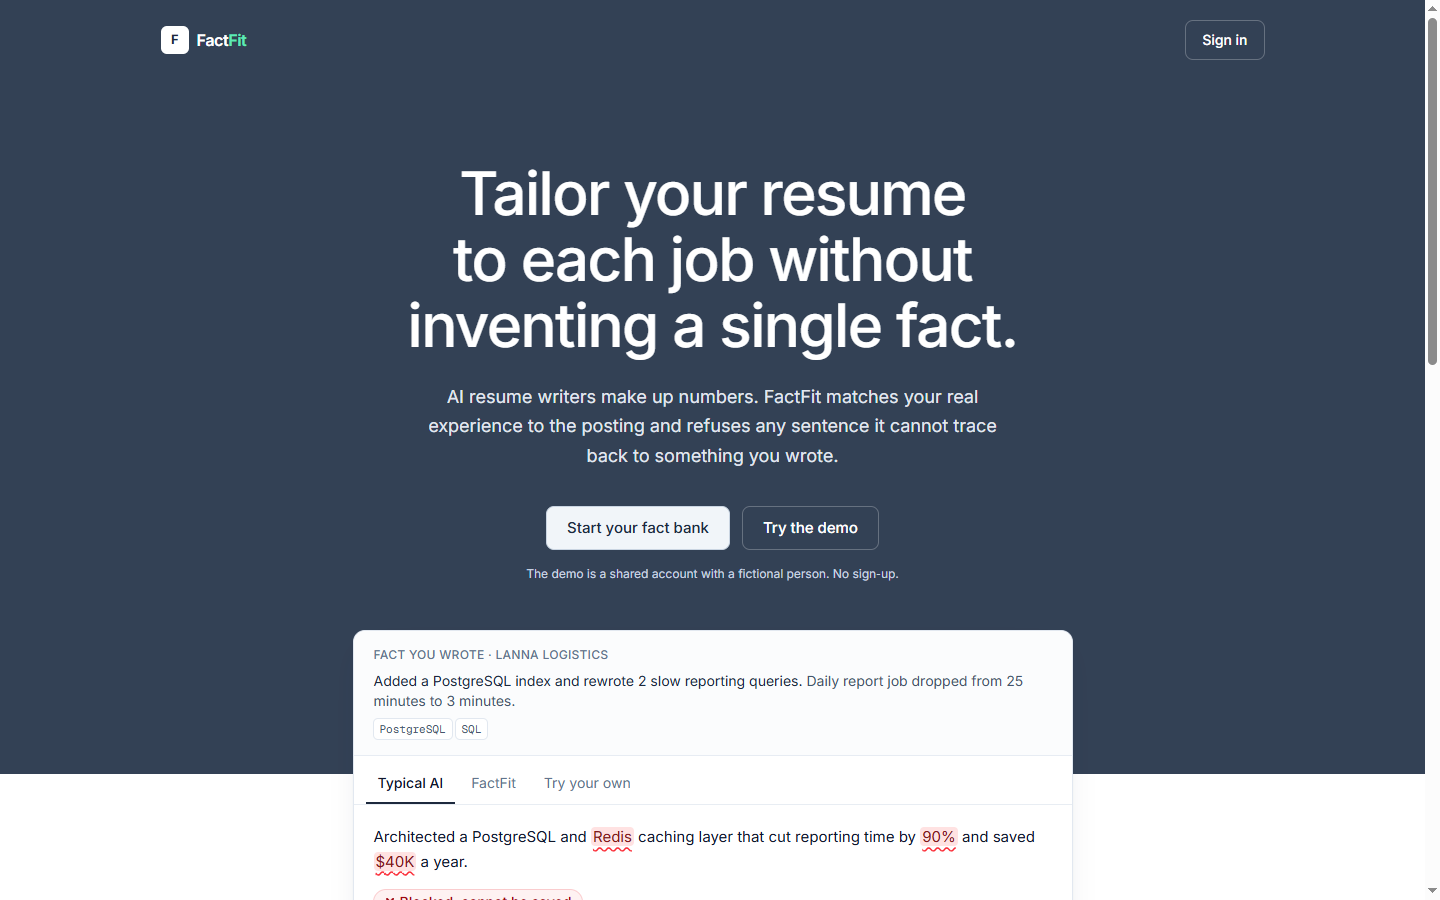 F FactFit
Sign in
Tailor your resume
to each job without
inventing a single fact.
AI resume writers make up numbers. FactFit matches your real
experience to the posting and refuses any sentence it cannot trace
back to something you wrote.
Start your fact bank
Try the demo
The demo is a shared account with a fictional person. No sign-up.
FACT YOU WROTE · LANNA LOGISTICS
Added a PostgreSQL index and rewrote 2 slow reporting queries. Daily report job dropped from 25
minutes to 3 minutes.
PostgreSQL SQL
Typical AI FactFit Try your own
Architected a PostgreSQL and Redis caching layer that cut reporting time by 90% and saved
$40K a year.
Blocked, cannot be saved